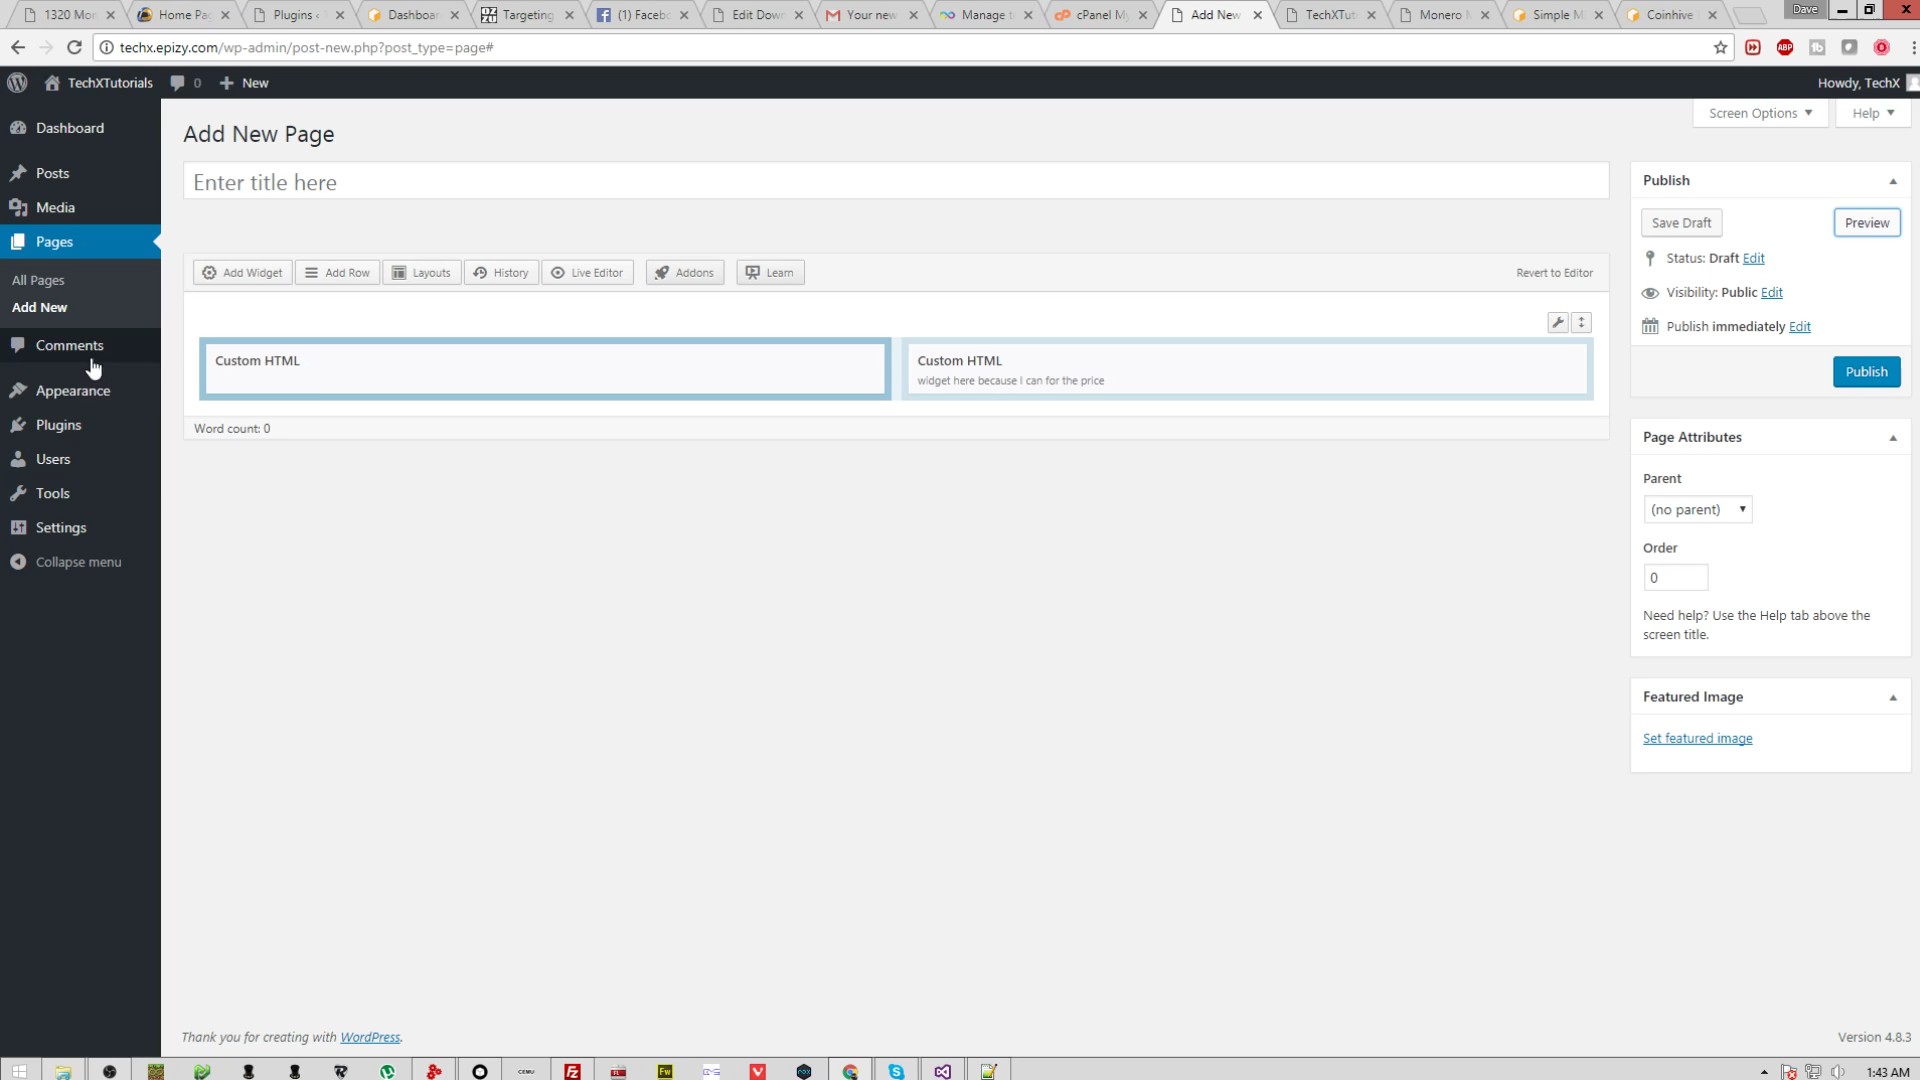 1320 Mor
Home Pa
Plugins ‹
Dashboar
Targeting
(1) Faceb
Edit Down
Your new
Manage t
cPanel M
Add New
TechXTut
Monero
Simple M
Coinhive
Dave
techx.epizy.com/wp-admin/post-new.php?post_type=page#
ABP
TechXTutorials
0
New
Howdy, TechX
Dashboard
Posts
Media
Pages
All Pages
Add New
Comments
Appearance
Plugins
Users
Tools
Settings
Collapse menu
Screen Options
Help
Add New Page
Enter title here
Add Widget
Add Row
Layouts
History
Live Editor
Addons
Learn
Revert to Editor
Custom HTML
Custom HTML
widget here because I can for the price
Word count: 0
Publish
Save Draft
Preview
Status: Draft Edit
Visibility: Public Edit
Publish immediately Edit
Publish
Page Attributes
Parent
(no parent)
Order
0
Need help? Use the Help tab above the
screen title.
Featured Image
Set featured image
Thank you for creating with WordPress.
Version 4.8.3
CEMU
Fz
Fw
1:43 AM